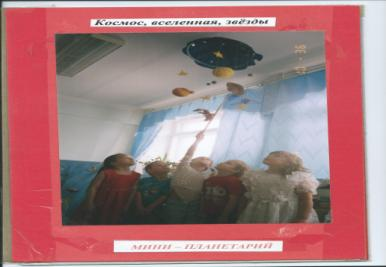 Космос, вселенная, звёзды
МИНИ – ПЛАНЕТАРИЙ